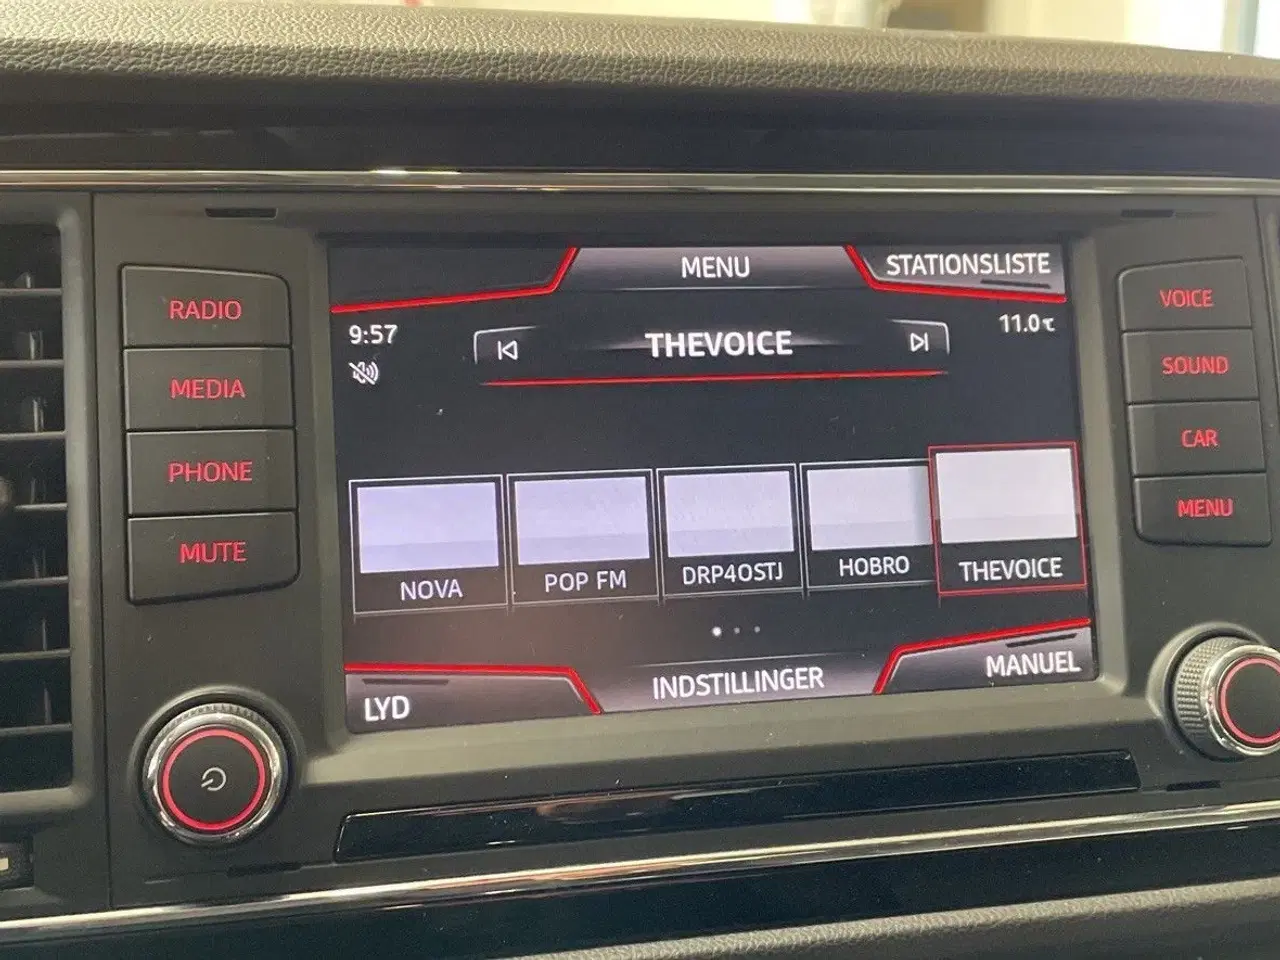 RADIO
MEDIA
PHONE
MUTE
MENU
STATIONSLISTE
9:57
THEVOICE
11.0℃
NOVA
POP FM
DRP4OSTJ
HOBRO
THEVOICE
LYD
INDSTILLINGER
MANUEL
VOICE
SOUND
CAR
MENU